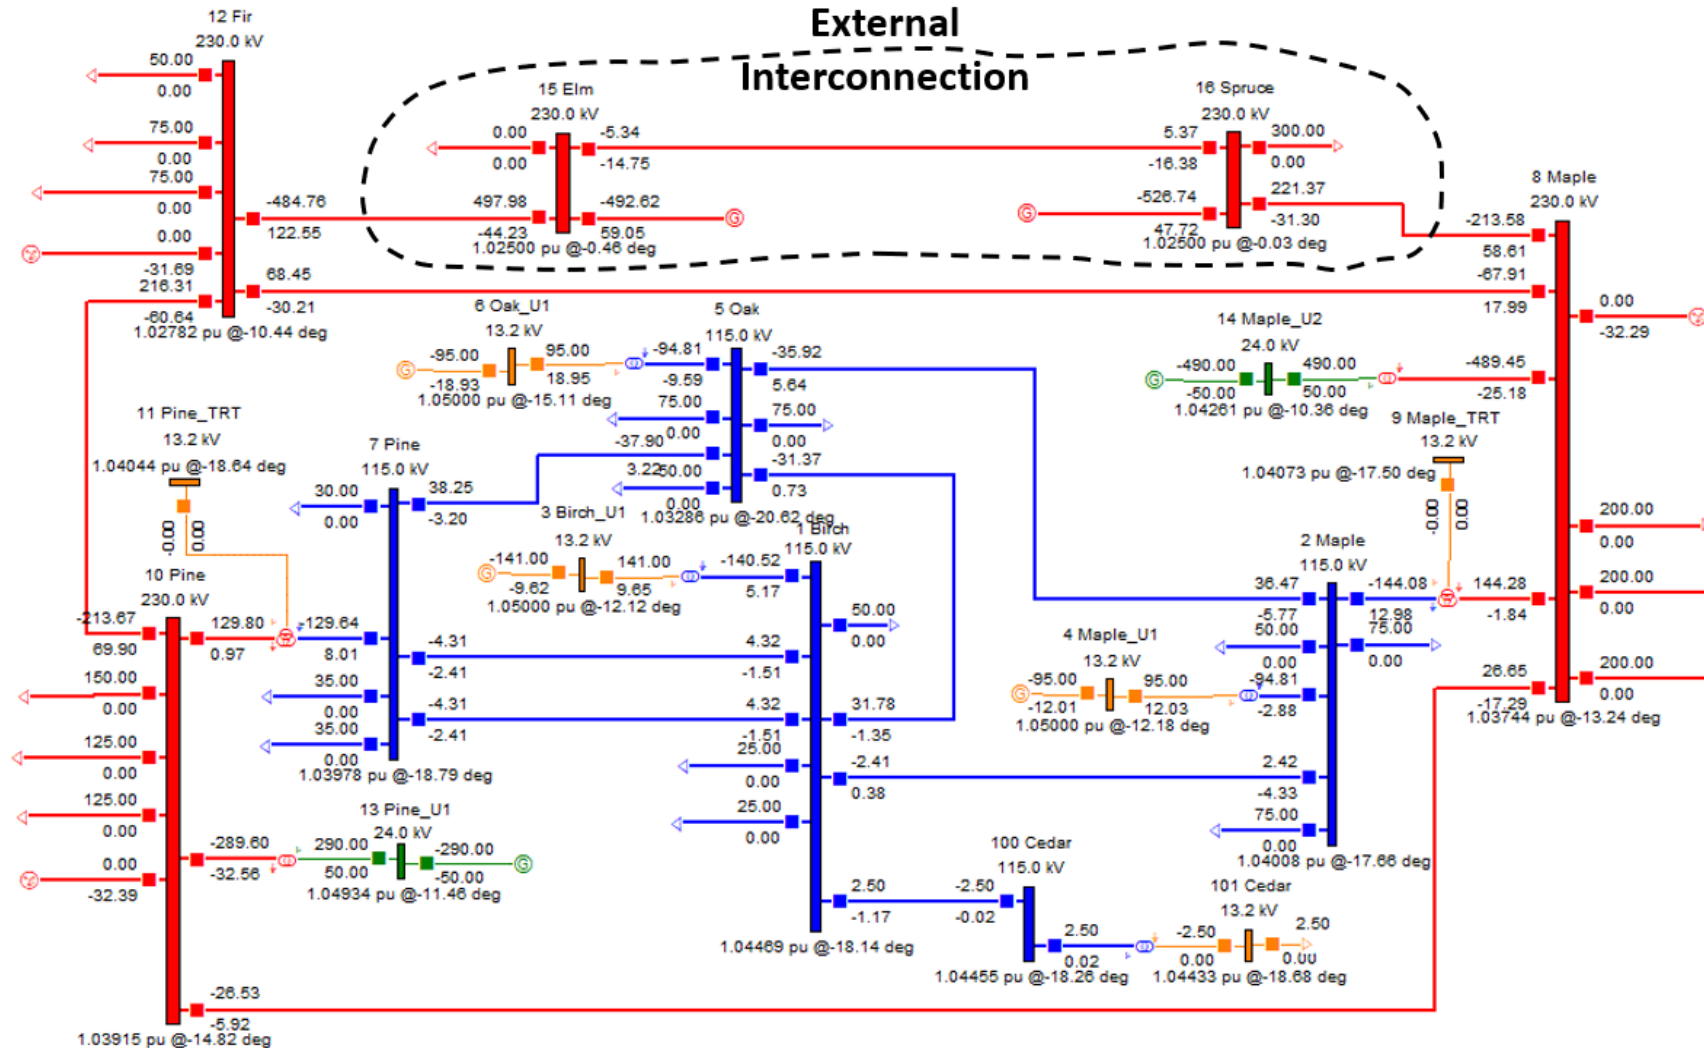 External
Interconnection
12 Fir
230.0 kV
50.00
0.00
75.00
0.00
75.00
0.00
0.00
-31.69
216.31
-60.64
-484.76
122.55
68.45
-30.21
1.02782 pu @-10.44 deg
15 Elm
230.0 kV
0.00
0.00
-5.34
-14.75
497.98
-44.23
-492.62
59.05
1.02500 pu @-0.46 deg
G
16 Spruce
230.0 kV
5.37
-16.38
300.00
0.00
-526.74
47.72
221.37
-31.30
1.02500 pu @-0.03 deg
G
8 Maple
230.0 kV
-213.58
58.61
-67.91
17.99
0.00
-32.29
-489.45
-25.18
200.00
0.00
144.28
-1.84
200.00
0.00
26.65
-17.29
200.00
0.00
1.03744 pu @-13.24 deg
6 Oak_U1
13.2 kV
G
-95.00
-18.93
95.00
18.95
1.05000 pu @-15.11 deg
5 Oak
115.0 kV
-94.81
-9.59
-35.92
5.64
75.00
0.00
75.00
0.00
-37.90
3.22
-31.37
0.73
50.00
0.00
1.03286 pu @-20.62 deg
14 Maple_U2
24.0 kV
G
-490.00
-50.00
490.00
50.00
1.04261 pu @-10.36 deg
9 Maple_TRT
13.2 kV
1.04073 pu @-17.50 deg
-0.00
0.00
11 Pine_TRT
13.2 kV
1.04044 pu @-18.64 deg
-0.00
0.00
7 Pine
115.0 kV
30.00
0.00
38.25
-3.20
-129.64
8.01
-4.31
-2.41
35.00
0.00
-4.31
-2.41
35.00
0.00
1.03978 pu @-18.79 deg
3 Birch_U1
13.2 kV
G
-141.00
-9.62
141.00
9.65
1.05000 pu @-12.12 deg
1 Birch
115.0 kV
-140.52
5.17
50.00
0.00
4.32
-1.51
4.32
-1.51
31.78
-1.35
25.00
0.00
-2.41
0.38
25.00
0.00
2.50
-1.17
1.04469 pu @-18.14 deg
2 Maple
115.0 kV
36.47
-5.77
-144.08
12.98
50.00
0.00
75.00
0.00
-94.81
-2.88
2.42
-4.33
75.00
0.00
1.04008 pu @-17.66 deg
4 Maple_U1
13.2 kV
G
-95.00
-12.01
95.00
12.03
1.05000 pu @-12.18 deg
10 Pine
230.0 kV
-213.67
69.90
129.80
0.97
150.00
0.00
125.00
0.00
125.00
0.00
0.00
-32.39
-289.60
-32.56
-26.53
-5.92
1.03915 pu @-14.82 deg
13 Pine_U1
24.0 kV
290.00
50.00
-290.00
-50.00
G
1.04934 pu @-11.46 deg
100 Cedar
115.0 kV
-2.50
-0.02
2.50
0.02
1.04455 pu @-18.26 deg
101 Cedar
13.2 kV
-2.50
0.00
2.50
0.00
1.04433 pu @-18.68 deg